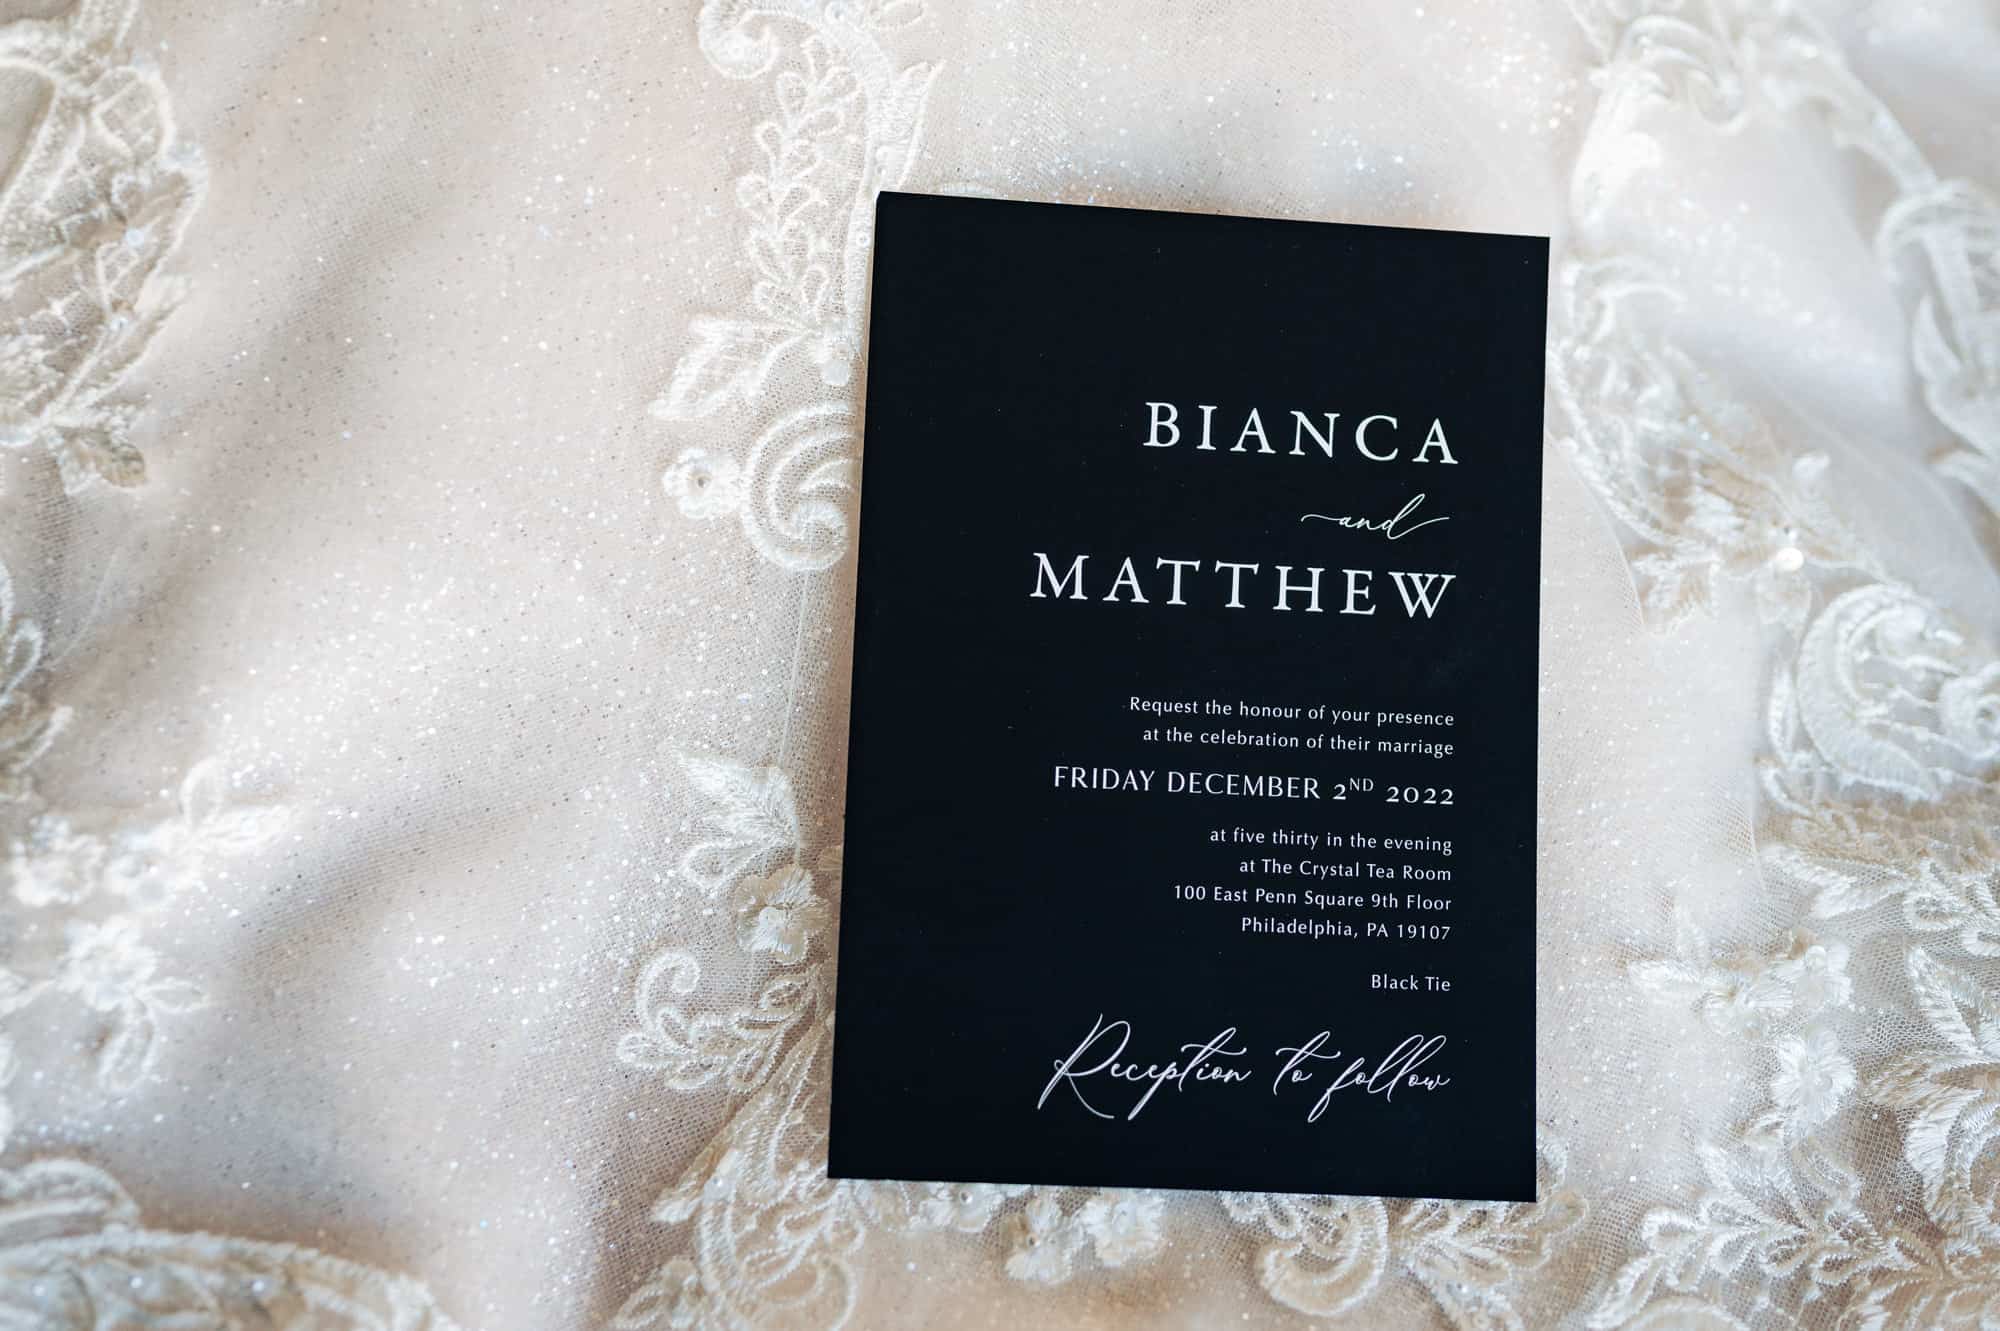 BIANCA
and
MATTHEW
Request the honour of your presence
at the celebration of their marriage
FRIDAY DECEMBER 2ND 2022
at five thirty in the evening
at The Crystal Tea Room
100 East Penn Square 9th Floor
Philadelphia, PA 19107
Black Tie
Reception to follow